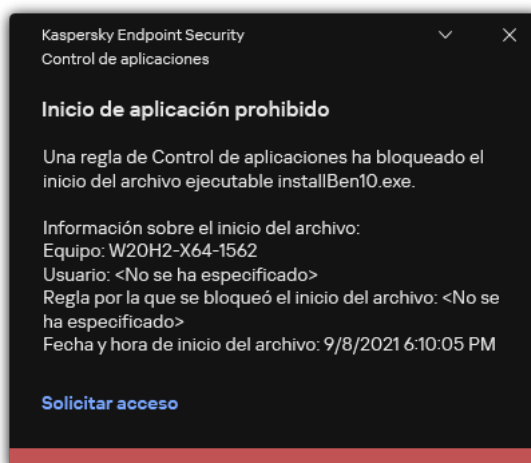 Kaspersky Endpoint Security
Control de aplicaciones
Inicio de aplicación prohibido
Una regla de Control de aplicaciones ha bloqueado el
inicio del archivo ejecutable installBen10.exe.
Información sobre el inicio del archivo:
Equipo: W20H2-X64-1562
Usuario: <No se ha especificado>
Regla por la que se bloqueó el inicio del archivo: <No se
ha especificado>
Fecha y hora de inicio del archivo: 9/8/2021 6:10:05 PM
Solicitar acceso